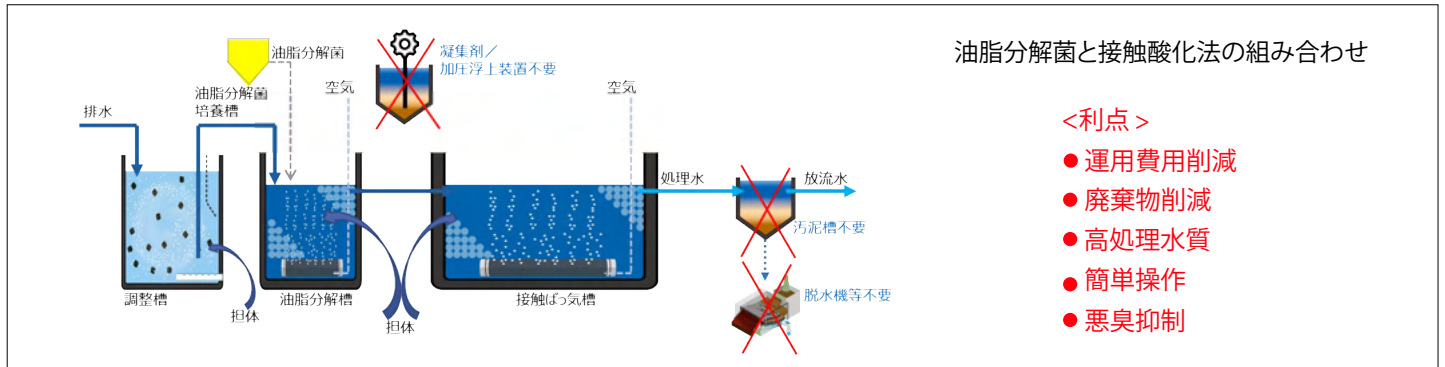 油脂分解菌と接触酸化法の組み合わせ
<利点>
●運用費用削減
●廃棄物削減
●高処理水質
●簡単操作
●悪臭抑制
油脂分解菌
凝集剤／
加圧浮上装置不要
油脂分解菌
培養槽
空気
空気
排水
処理水
放流水
汚泥槽不要
脱水機等不要
調整槽
油脂分解槽
接触ばっ気槽
担体
担体